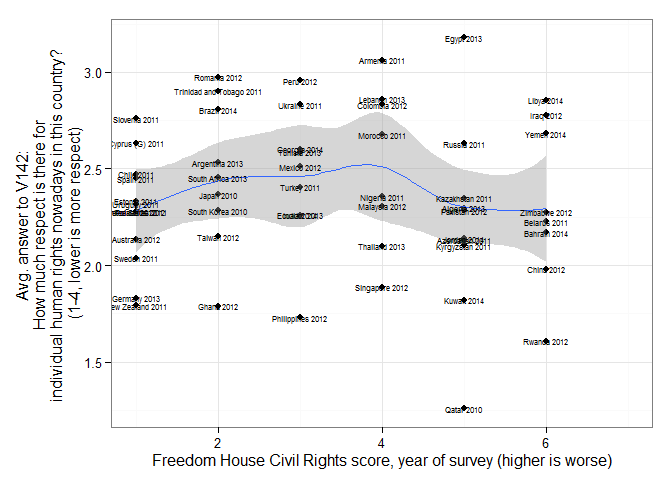 Avg. answer to V142:
How much respect is there for
individual human rights nowadays in this country?
(1-4, lower is more respect)
3.0
2.5
2.0
1.5
Egypt 2013
Armenia 2011
Romania 2012
Peru 2012
Trinidad and Tobago 2011
Lebanon 2013
Colombia 2012
Libya 2014
Ukraine 2011
Brazil 2014
Iraq 2012
Slovenia 2011
Yemen 2014
Morocco 2011
Cyprus (G) 2011
Russia 2011
Georgia 2014
Tunisia 2013
Argentina 2013
Mexico 2012
Chile 2011
Spain 2011
South Africa 2013
Turkey 2011
Japan 2010
Nigeria 2011
Kazakhstan 2011
Estonia 2011
Uruguay 2011
Malaysia 2012
South Korea 2010
Zimbabwe 2012
Ecuador 2013
Belarus 2011
Bahrain 2014
Taiwan 2012
Australia 2012
Kyrgyzstan 2011
Thailand 2013
Sweden 2011
China 2012
Singapore 2012
Germany 2013
Kuwait 2014
New Zealand 2011
Ghana 2012
Philippines 2012
Rwanda 2012
Qatar 2010
2
4
6
Freedom House Civil Rights score, year of survey (higher is worse)